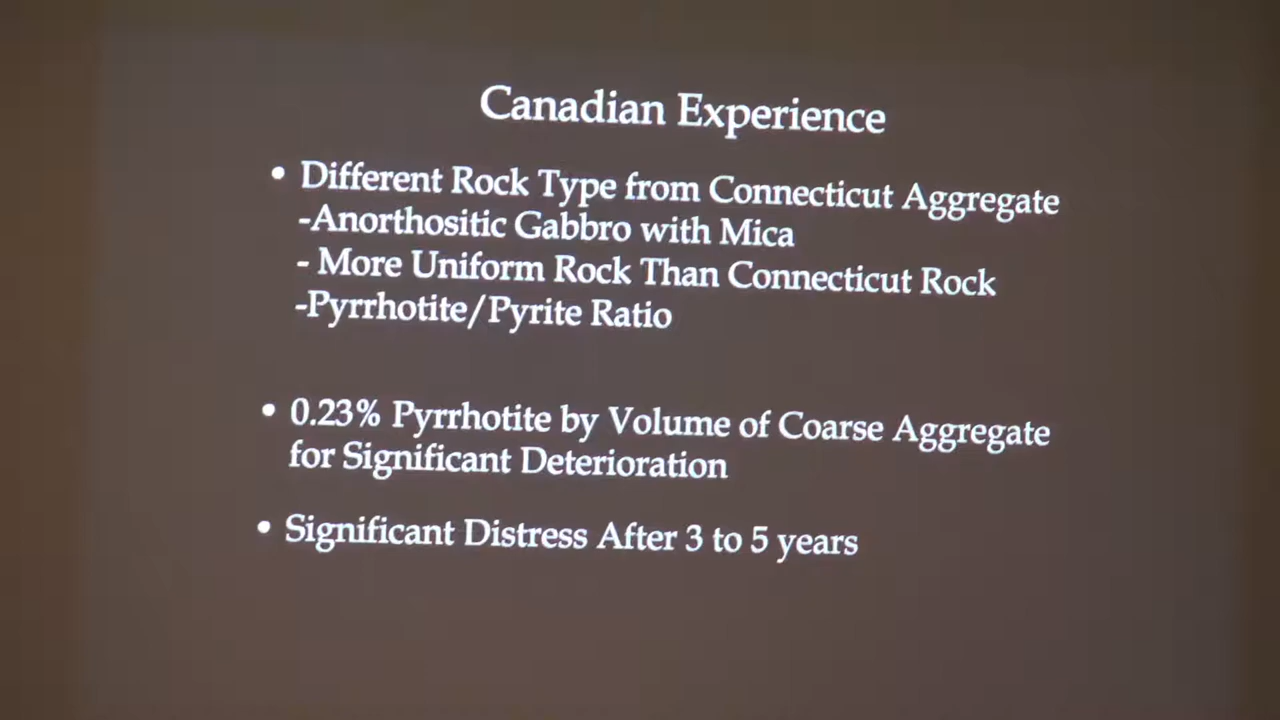 Canadian Experience
• Different Rock Type from Connecticut Aggregate
-Anorthositic Gabbro with Mica
- More Uniform Rock Than Connecticut Rock
-Pyrrhotite/Pyrite Ratio
• 0.23% Pyrrhotite by Volume of Coarse Aggregate
for Significant Deterioration
• Significant Distress After 3 to 5 years